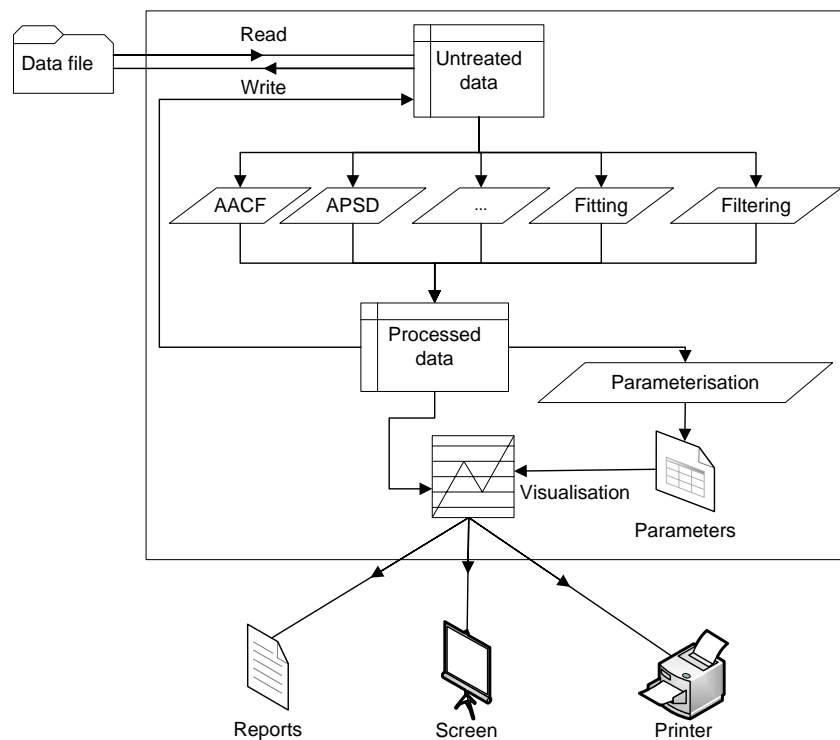 Read
Data file
Untreated
data
Write
AACF
APSD
...
Fitting
Filtering
Processed
data
Parameterisation
Visualisation
Parameters
Reports
Screen
Printer